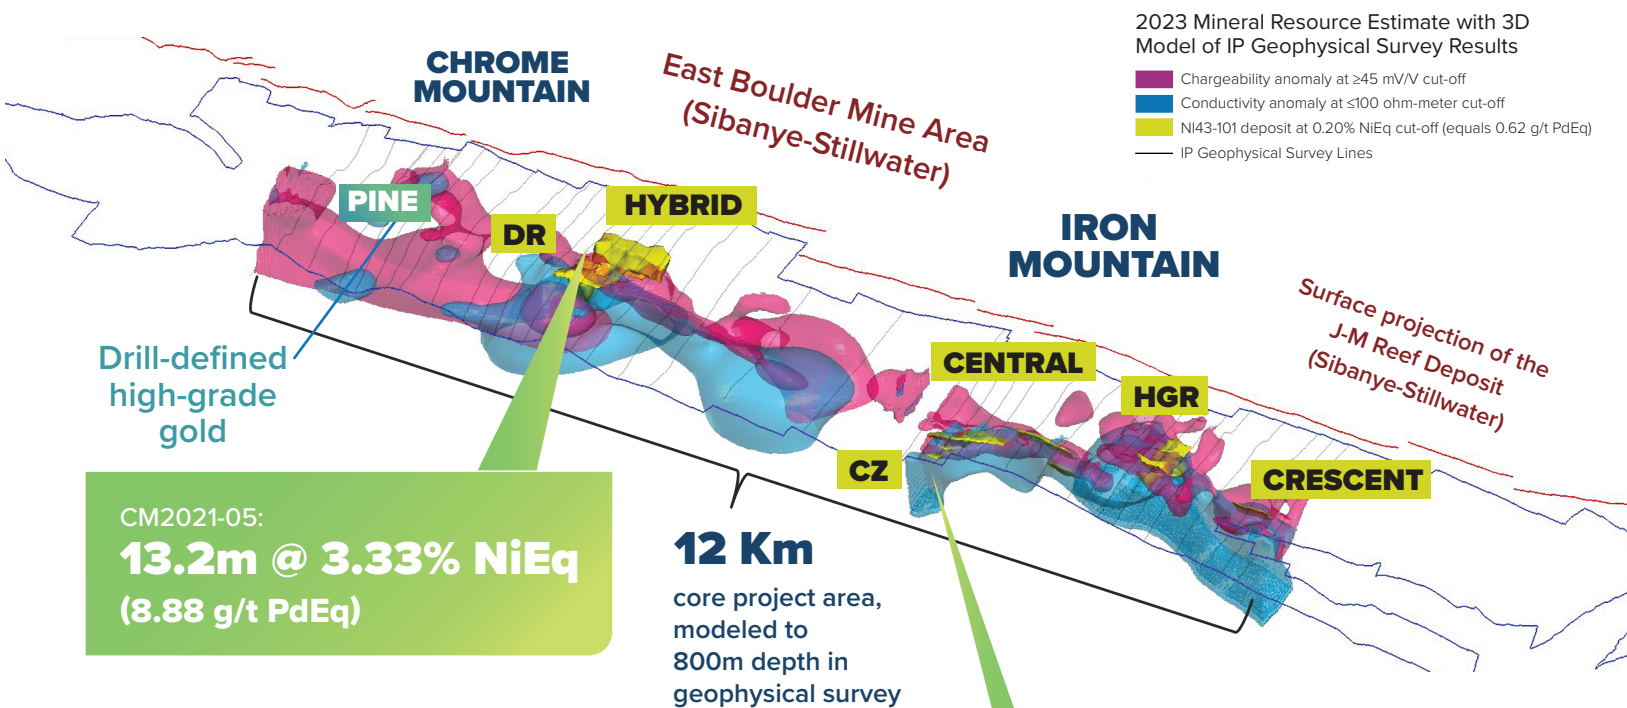 2023 Mineral Resource Estimate with 3D
Model of IP Geophysical Survey Results
Chargeability anomaly at ≥45 mV/V cut-off
Conductivity anomaly at ≤100 ohm-meter cut-off
NI43-101 deposit at 0.20% NiEq cut-off (equals 0.62 g/t PdEq)
IP Geophysical Survey Lines
CHROME
MOUNTAIN
East Boulder Mine Area
(Sibanye-Stillwater)
PINE
HYBRID
DR
IRON
MOUNTAIN
Surface projection of the
J-M Reef Deposit
(Sibanye-Stillwater)
Drill-defined
high-grade
gold
CENTRAL
HGR
CZ
CRESCENT
CM2021-05:
13.2m @ 3.33% NiEq
(8.88 g/t PdEq)
12 Km
core project area,
modeled to
800m depth in
geophysical survey